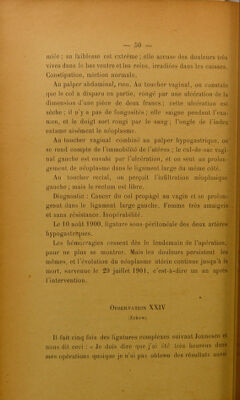 — 50 —
miée ; sa faiblesse est extrême ; elle accuse des douleurs très
vives dans le bas ventre et les reins, irradiées dans les cuisses.
Constipation, miction normale.
Au palper abdominal, rien. Au toucher vaginal, on constate
que le col a disparu en partie, rongé par une ulcération de la
dimension d'une pièce de deux francs ; cette ulcération est
sèche ; il n'y a pas de fongosités ; elle saigne pendant l'exa-
men, et le doigt sort rougi par le sang ; l'ongle de l'index
entame aisément le néoplasme.
Au toucher vaginal combiné au palper hypogastrique, on
se rend compte de l'immobilité de l'utérus ; le cul-de-sac vagi-
nal gauche est envahi par l'ulcération, et on sent un prolon-
gement de néoplasme dans le ligament large du même côté.
Au toucher rectal, on perçoit l'infiltration néoplasique
gauche ; mais le rectum est libre.
Diagnostic : Cancer du col propagé au vagin et se prolon-
geant dans le ligament large gauche. Femme très amaigrie
et sans résistance. Inopérabilité.
Le 10 août 1900, ligature sous-péritonéale des deux artères
hypogastriques.
Les hémorragies cessent dès le lendemain de l'opération,
pour ne plus se montrer. Mais les douleurs persistent les
mêmes, et l'évolution du néoplasme utérin continue jusqu'à la
mort, survenue le 29 juillet 1901, c'est-à-dire un an après
l'intervention.
Observation XXIV
Il fait cinq fois des ligatures complexes suivant Jonnesco et
nous dit ceci : « Je dois dire que j'ai été très heureux dans
mes opérations quoique je n'ai pas obtenu des résultats aussi